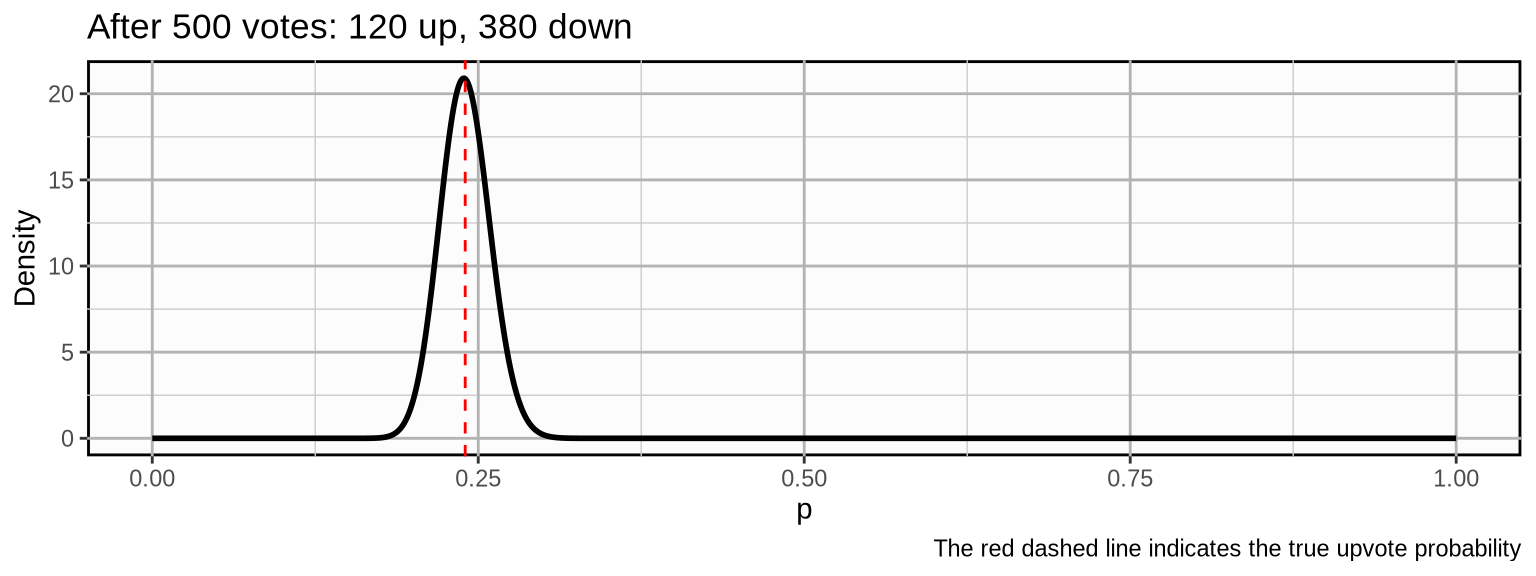 After 500 votes: 120 up, 380 down
Density
20
15
10
5
0
0.00 0.25 0.50 0.75 1.00
p
The red dashed line indicates the true upvote probability